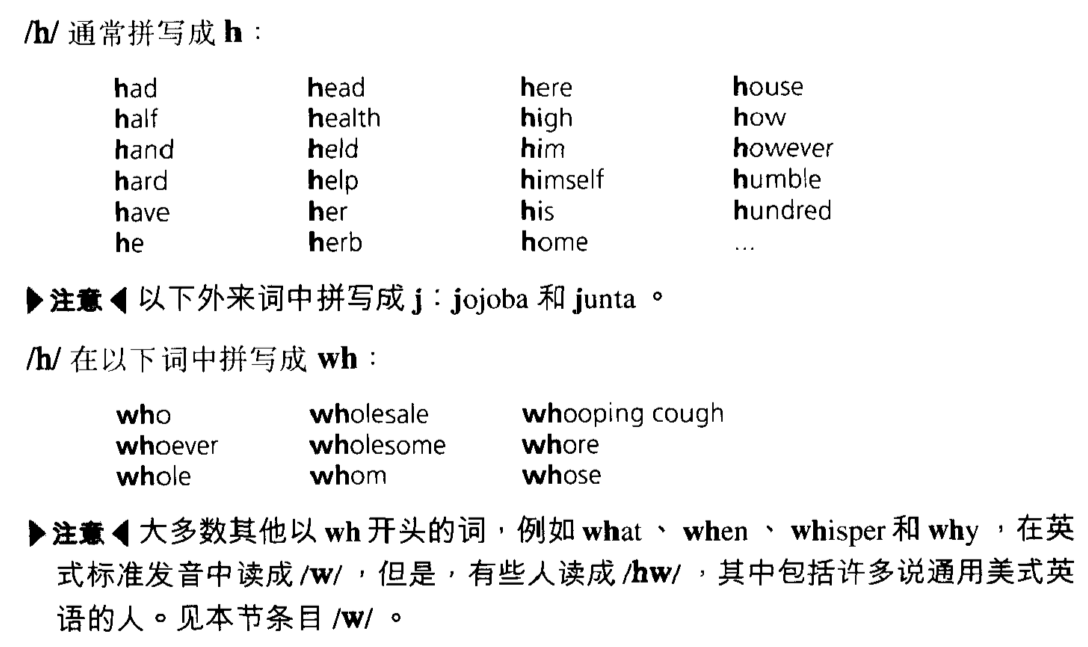 /h/ 通常拼写成 h：
had head here house
half health high how
hand held him however
hard help himself humble
have her his hundred
he herb home …
▶注意◀ 以下外来词中拼写成 j：jojoba 和 junta 。
/h/ 在以下词中拼写成 wh：
who wholesale whooping cough
whoever wholesome whore
whole whom whose
▶注意◀ 大多数其他以 wh 开头的词，例如 what 、 when 、 whisper 和 why ，在英
式标准发音中读成 /w/ ，但是，有些人读成 /hw/ ，其中包括许多说通用美式英
语的人。见本节条目 /w/ 。